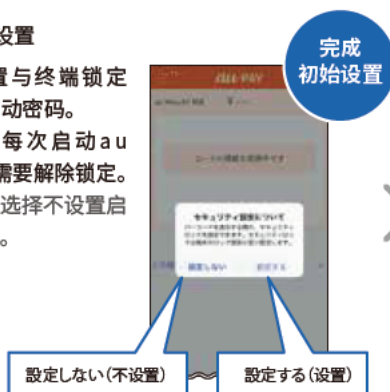 设置
置与终端锁定
动密码。
每次启动au
需要解除锁定。
选择不设置启
。
完成
初始设置
au PAY
セキュリティ設定について
設定しない
設定する
設定しない(不设置)
設定する(设置)